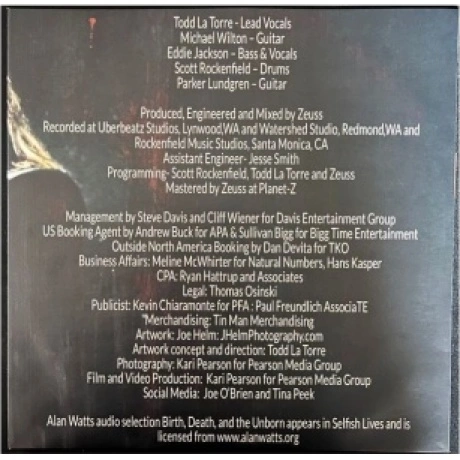 Todd La Torre - Lead Vocals
Michael Wilton – Guitar
Eddie Jackson – Bass & Vocals
Scott Rockenfield – Drums
Parker Lundgren – Guitar
Produced, Engineered and Mixed by Zeuss
Recorded at Uberbeatz Studios, Lynwood,WA and Watershed Studio, Redmond,WA and
Rockenfield Music Studios, Santa Monica, CA
Assistant Engineer- Jesse Smith
Programming- Scott Rockenfield, Todd La Torre and Zeuss
Mastered by Zeuss at Planet-Z
Management by Steve Davis and Cliff Wiener for Davis Entertainment Group
US Booking Agent by Andrew Buck for APA & Sullivan Bigg for Bigg Time Entertainment
Outside North America Booking by Dan Devita for TKO
Business Affairs: Meline McWhirter for Natural Numbers, Hans Kasper
CPA: Ryan Hattrup and Associates
Legal: Thomas Osinski
Publicist: Kevin Chiaramonte for PFA : Paul Freundlich AssociaTE
"Merchandising: Tin Man Merchandising
Artwork: Joe Helm: JHelmPhotography.com
Artwork concept and direction: Todd La Torre
Photography: Kari Pearson for Pearson Media Group
Film and Video Production: Kari Pearson for Pearson Media Group
Social Media: Joe O'Brien and Tina Peek
Alan Watts audio selection Birth, Death, and the Unborn appears in Selfish Lives and is
licensed from www.alanwatts.org